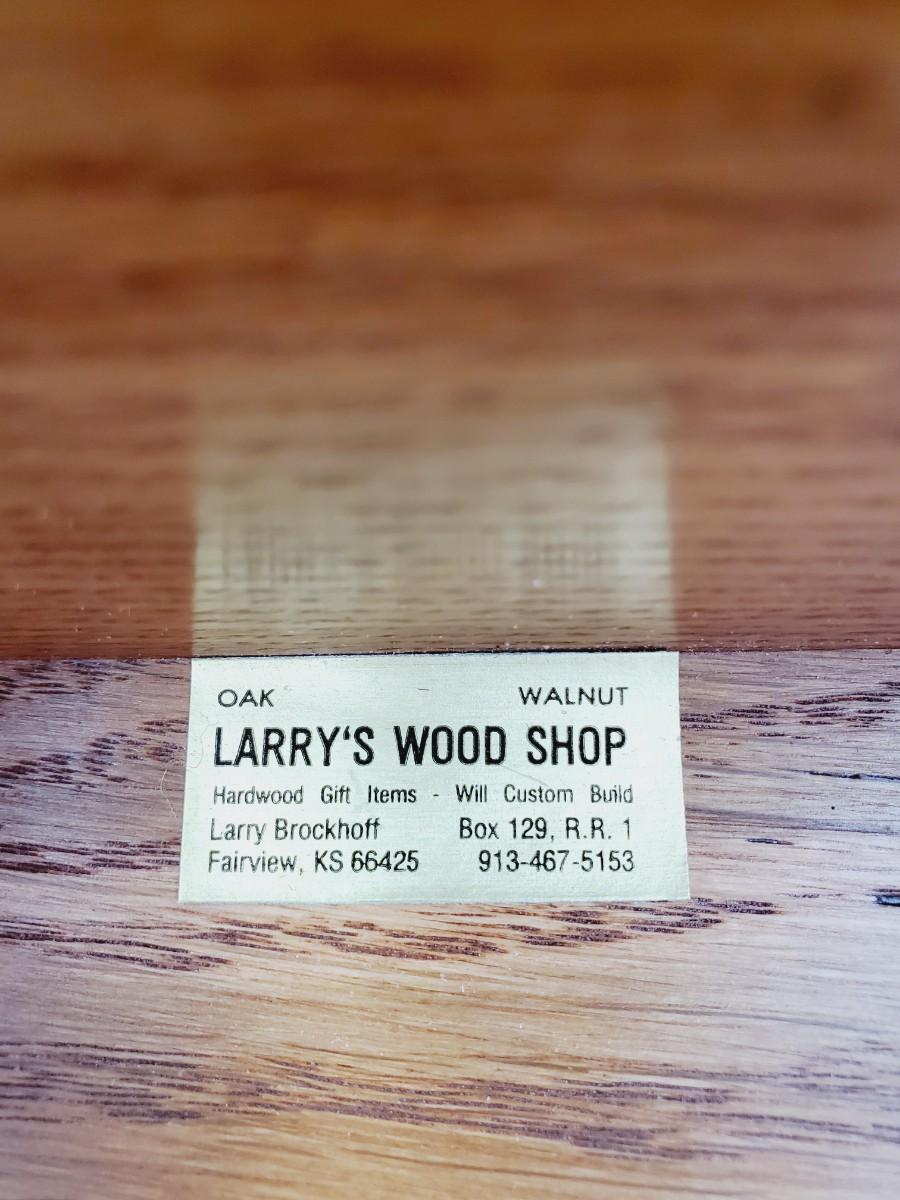 OAK WALNUT
LARRY'S WOOD SHOP
Hardwood Gift Items - Will Custom Build
Larry Brockhoff Box 129, R.R. 1
Fairview, KS 66425 913-467-5153